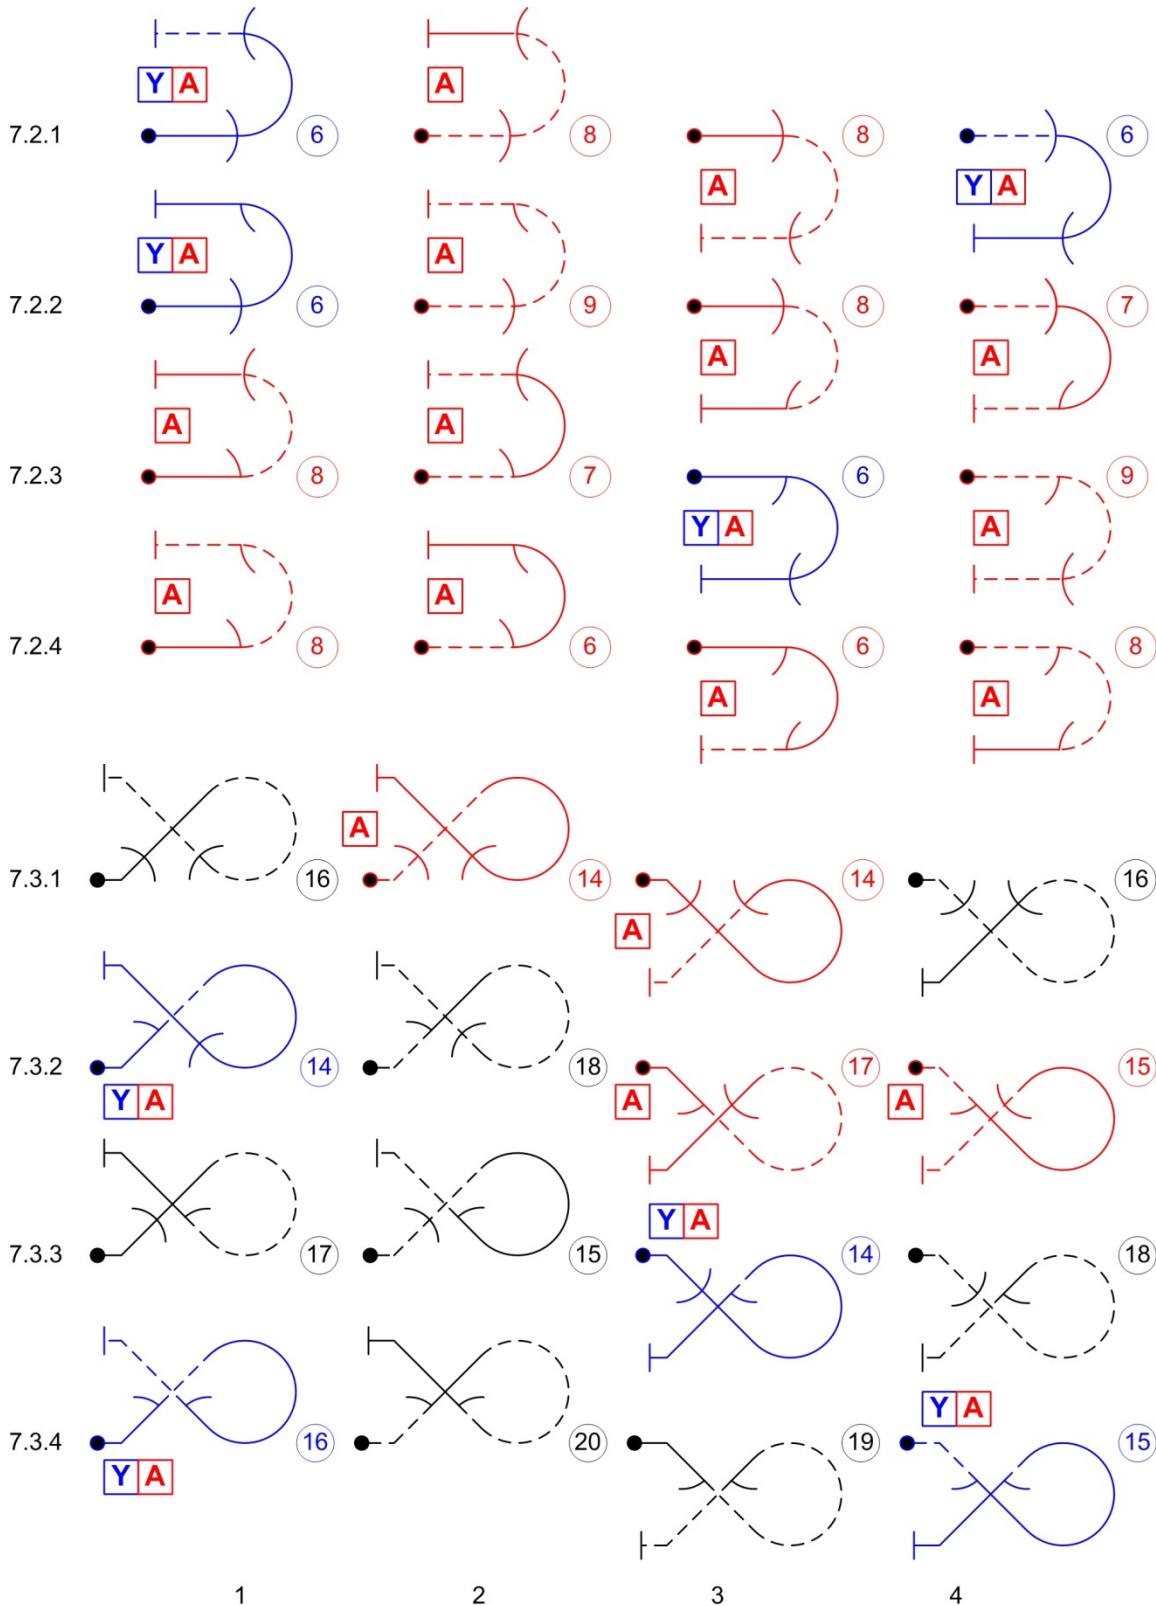 Y A
A
7.2.1 6 8 8 6
A Y A
Y A A
7.2.2 6 9 8 7
A A
A A
7.2.3 8 7 6 9
Y A A
A A
7.2.4 8 6 6 8
A A
A
7.3.1 16 14 14 16
A
7.3.2 14 18 17 15
Y A A A
Y A
7.3.3 17 15 14 18
Y A
7.3.4 16 20 19 15
Y A
1 2 3 4